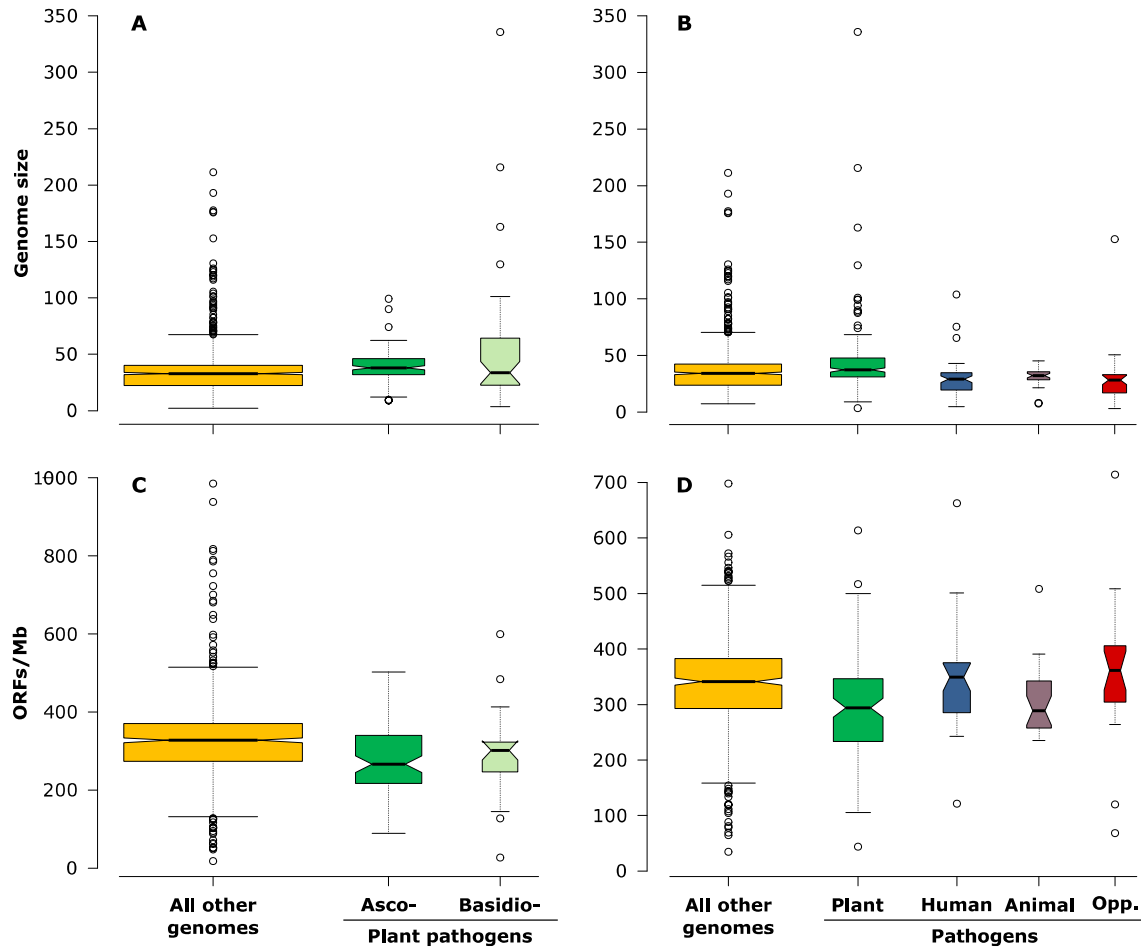 A
B
350
300
250
200
150
100
50
0
Genome size
350
300
250
200
150
100
50
0
C
D
1000
800
600
400
200
0
ORFs/Mb
700
600
500
400
300
200
100
0
All other
genomes
Asco-
Basidio-
Plant pathogens
All other
genomes
Plant
Human
Animal
Opp.
Pathogens